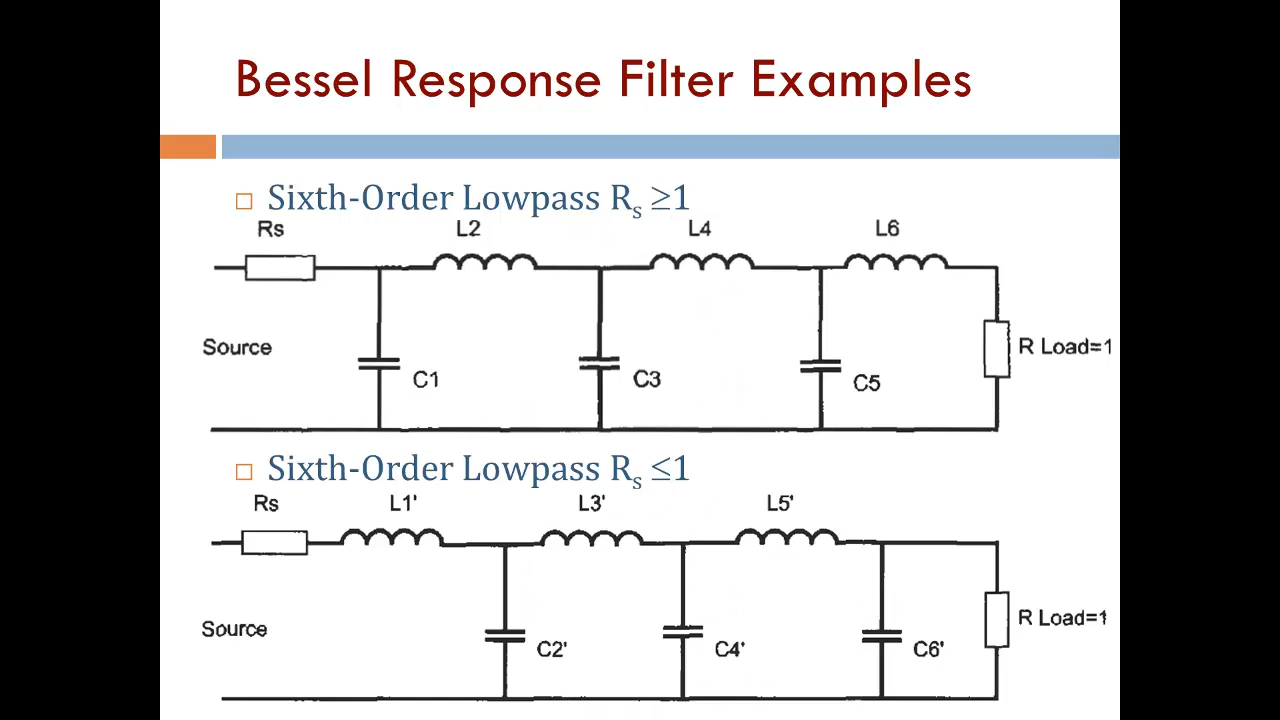 Bessel Response Filter Examples
Sixth-Order Lowpass Rs ≥1
Rs L2 L4 L6
Source C1 C3 C5 R Load=1
Sixth-Order Lowpass Rs ≤1
Rs L1' L3' L5'
Source C2' C4' C6' R Load=1